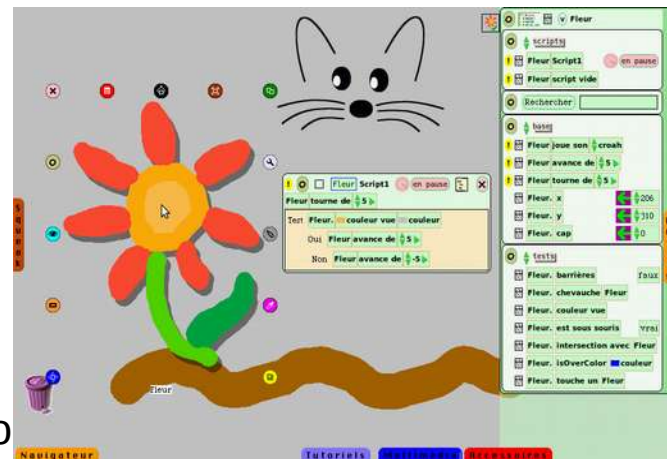 v Fleur
scripts
! Fleur Script1 en pause
! Fleur script vide
Rechercher
base
! Fleur joue son croah
! Fleur avance de 5
! Fleur tourne de 5
Fleur. x 206
Fleur. y 310
Fleur. cap 0
tests
Fleur. barrières faux
Fleur. chevauche Fleur
Fleur. couleur vue
Fleur. est sous souris vrai
Fleur. intersection avec Fleur
Fleur. isOverColor couleur
Fleur. touche un Fleur
! Fleur Script1 en pause
Fleur tourne de 5
Test Fleur. couleur vue couleur
Oui Fleur avance de 5
Non Fleur avance de -5
Squeak
fleur
Navigateur
Tutoriels
Multimedia
Accessoires